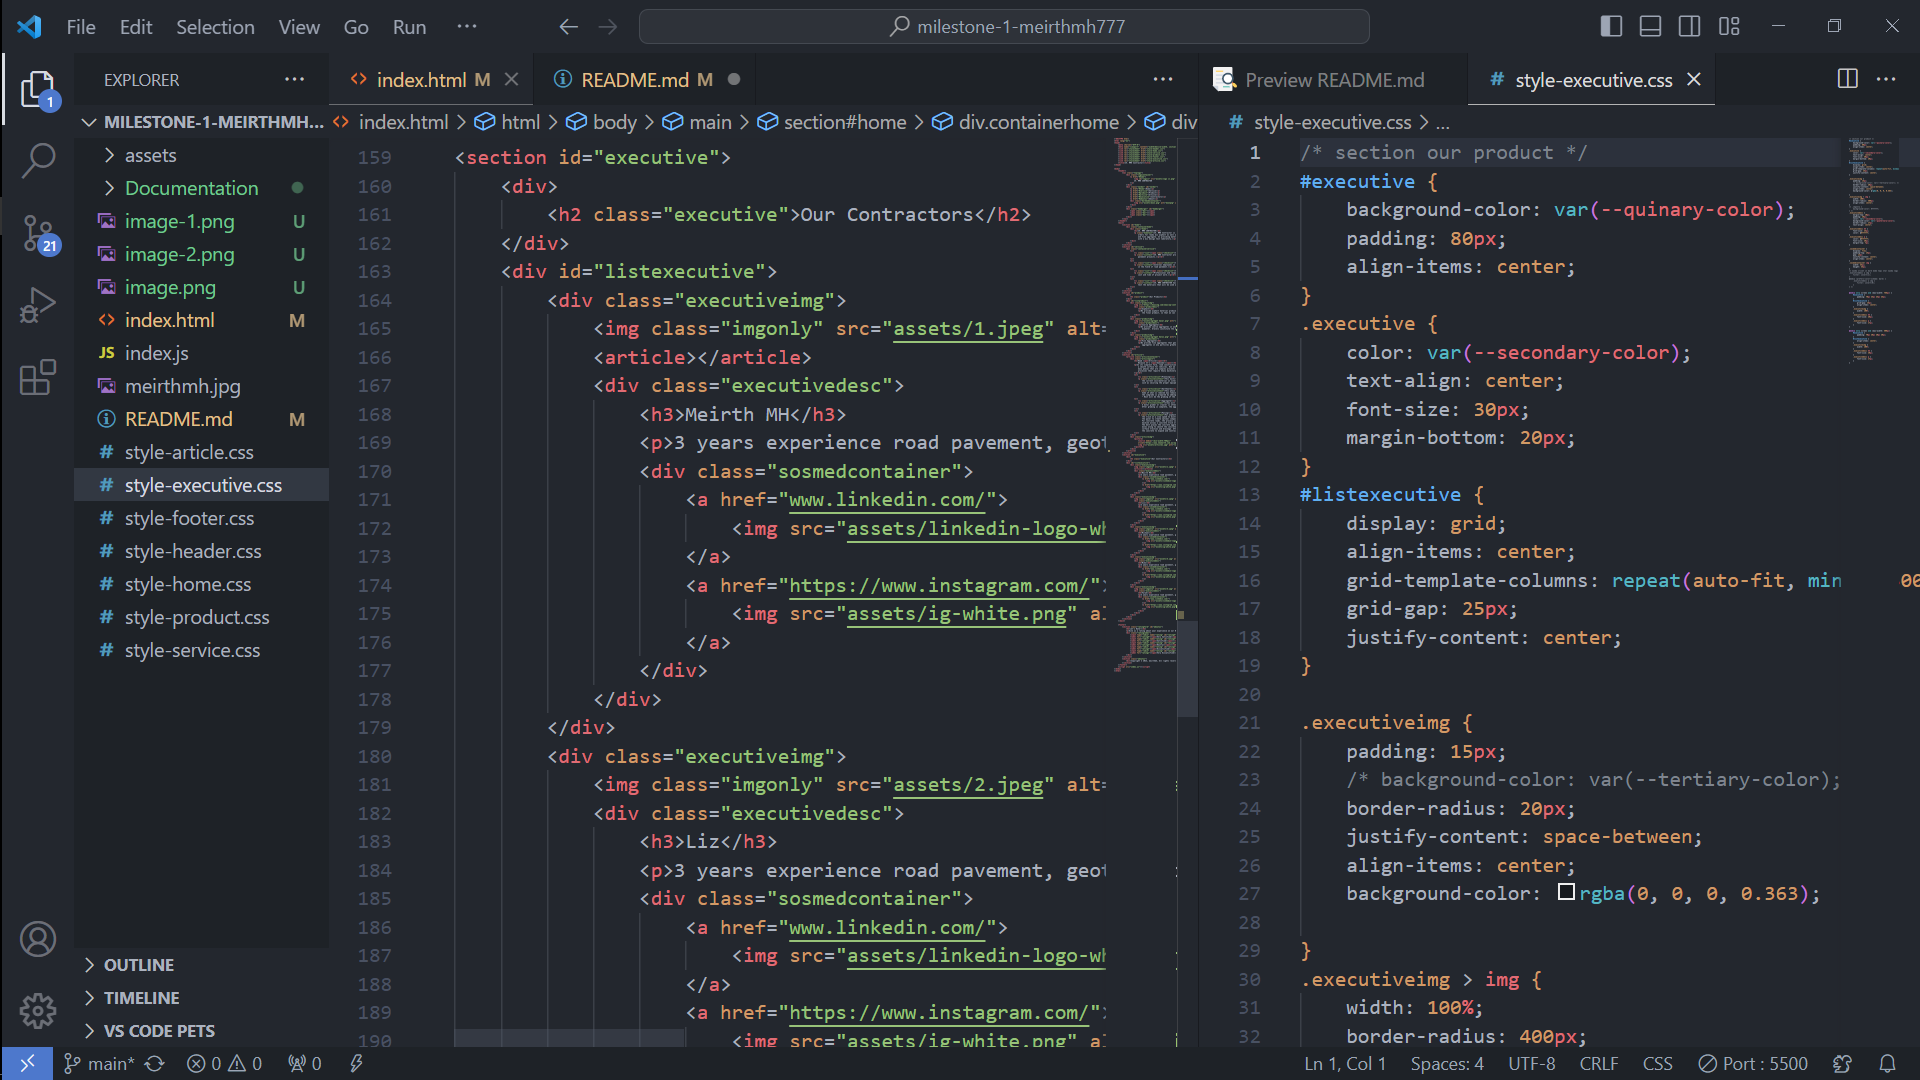 File Edit Selection View Go Run ··· milestone-1-meirthmh777
EXPLORER
MILESTONE-1-MEIRTHMH...
assets
Documentation
image-1.png U
image-2.png U
image.png U
index.html M
JS index.js
meirthmh.jpg
README.md M
# style-article.css
# style-executive.css
# style-footer.css
# style-header.css
# style-home.css
# style-product.css
# style-service.css
OUTLINE
TIMELINE
VS CODE PETS
1
21
index.html M README.md M
index.html > html > body > main > section#home > div.containerhome > div
159 <section id="executive">
160 <div>
161 <h2 class="executive">Our Contractors</h2>
162 </div>
163 <div id="listexecutive">
164 <div class="executiveimg">
165 <img class="imgonly" src="assets/1.jpeg" alt=
166 <article></article>
167 <div class="executivedesc">
168 <h3>Meirth MH</h3>
169 <p>3 years experience road pavement, geot
170 <div class="sosmedcontainer">
171 <a href="www.linkedin.com/">
172 <img src="assets/linkedin-logo-wh
173 </a>
174 <a href="https://www.instagram.com/">
175 <img src="assets/ig-white.png" al
176 </a>
177 </div>
178 </div>
179 </div>
180 <div class="executiveimg">
181 <img class="imgonly" src="assets/2.jpeg" alt=
182 <div class="executivedesc">
183 <h3>Liz</h3>
184 <p>3 years experience road pavement, geot
185 <div class="sosmedcontainer">
186 <a href="www.linkedin.com/">
187 <img src="assets/linkedin-logo-wh
188 </a>
189 <a href="https://www.instagram.com/">
190 <img src="assets/ig-white.png" al
Preview README.md # style-executive.css
# style-executive.css > ...
1 /* section our product */
2 #executive {
3 background-color: var(--quinary-color);
4 padding: 80px;
5 align-items: center;
6 }
7 .executive {
8 color: var(--secondary-color);
9 text-align: center;
10 font-size: 30px;
11 margin-bottom: 20px;
12 }
13 #listexecutive {
14 display: grid;
15 align-items: center;
16 grid-template-columns: repeat(auto-fit, min 00
17 grid-gap: 25px;
18 justify-content: center;
19 }
20
21 .executiveimg {
22 padding: 15px;
23 /* background-color: var(--tertiary-color);
24 border-radius: 20px;
25 justify-content: space-between;
26 align-items: center;
27 background-color: rgba(0, 0, 0, 0.363);
28
29 }
30 .executiveimg > img {
31 width: 100%;
32 border-radius: 400px;
main* 0 0 0 Ln 1, Col 1 Spaces: 4 UTF-8 CRLF CSS Port : 5500